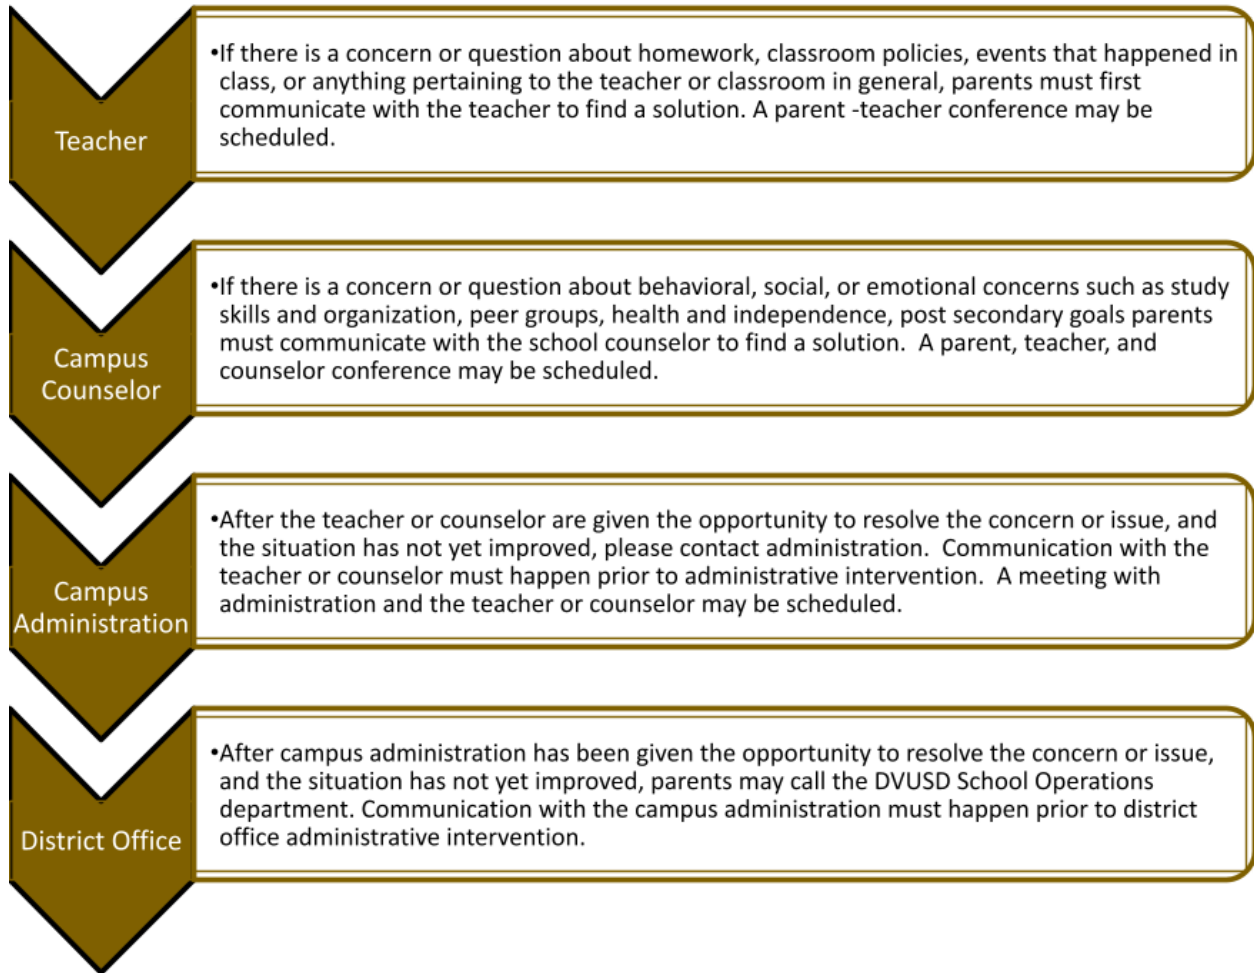 Teacher
•If there is a concern or question about homework, classroom policies, events that happened in
class, or anything pertaining to the teacher or classroom in general, parents must first
communicate with the teacher to find a solution. A parent -teacher conference may be
scheduled.
Campus
Counselor
•If there is a concern or question about behavioral, social, or emotional concerns such as study
skills and organization, peer groups, health and independence, post secondary goals parents
must communicate with the school counselor to find a solution.  A parent, teacher, and
counselor conference may be scheduled.
Campus
Administration
•After the teacher or counselor are given the opportunity to resolve the concern or issue, and
the situation has not yet improved, please contact administration.  Communication with the
teacher or counselor must happen prior to administrative intervention.  A meeting with
administration and the teacher or counselor may be scheduled.
District Office
•After campus administration has been given the opportunity to resolve the concern or issue,
and the situation has not yet improved, parents may call the DVUSD School Operations
department. Communication with the campus administration must happen prior to district
office administrative intervention.